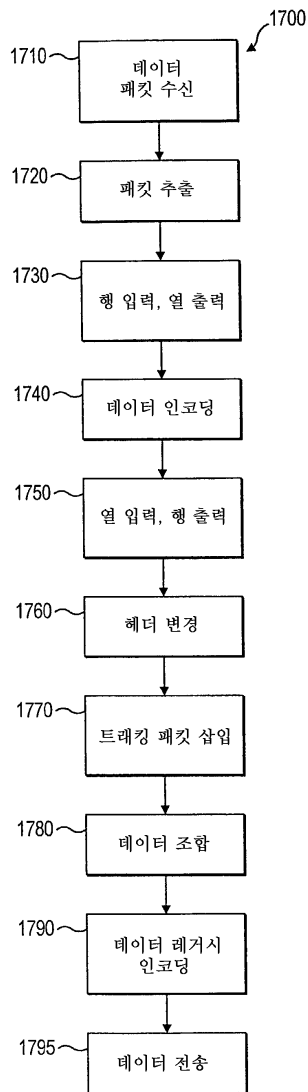 1700
1710
데이터
패킷 수신
1720
패킷 추출
1730
행 입력, 열 출력
1740
데이터 인코딩
1750
열 입력, 행 출력
1760
헤더 변경
1770
트래킹 패킷 삽입
1780
데이터 조합
1790
데이터 레거시
인코딩
1795
데이터 전송